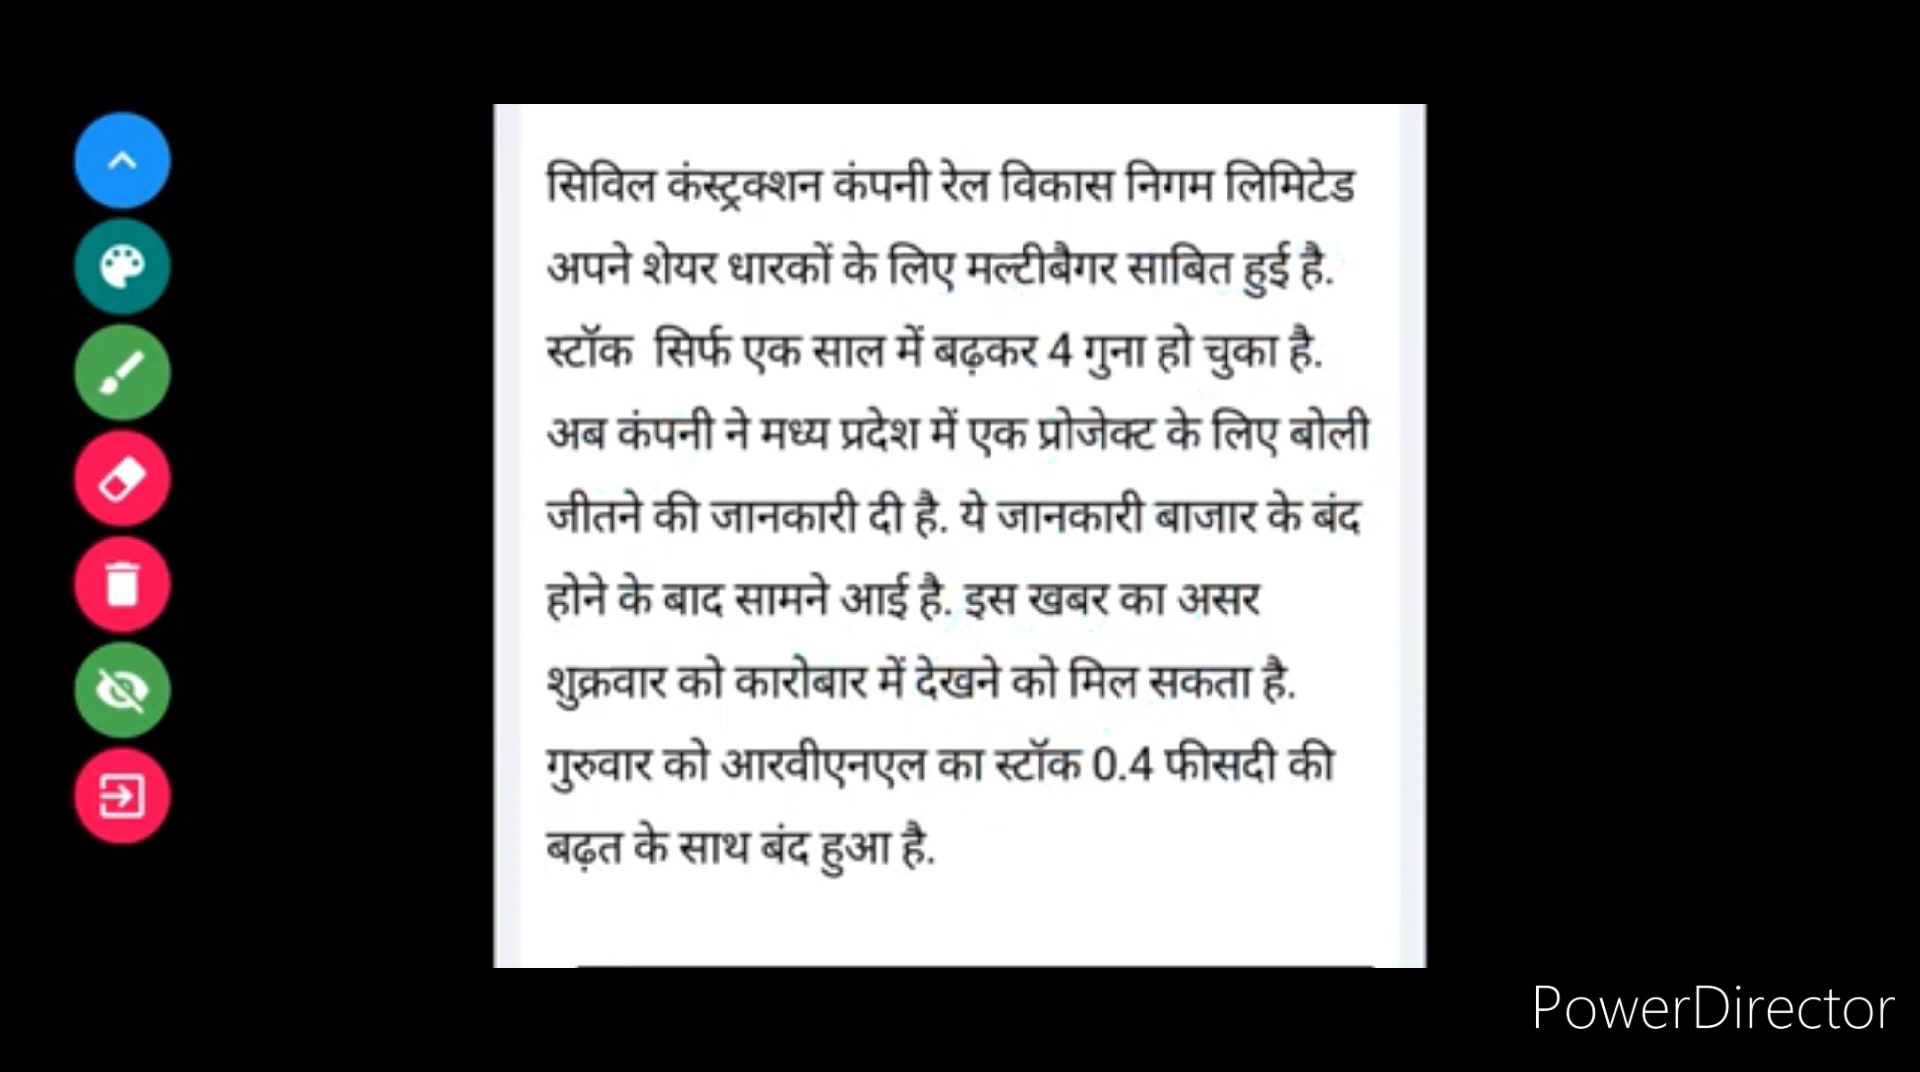 सिविल कंस्ट्रक्शन कंपनी रेल विकास निगम लिमिटेड
अपने शेयर धारकों के लिए मल्टीबैगर साबित हुई है.
स्टॉक सिर्फ एक साल में बढ़कर 4 गुना हो चुका है.
अब कंपनी ने मध्य प्रदेश में एक प्रोजेक्ट के लिए बोली
जीतने की जानकारी दी है. ये जानकारी बाजार के बंद
होने के बाद सामने आई है. इस खबर का असर
शुक्रवार को कारोबार में देखने को मिल सकता है.
गुरुवार को आरवीएनएल का स्टॉक 0.4 फीसदी की
बढ़त के साथ बंद हुआ है.
PowerDirector